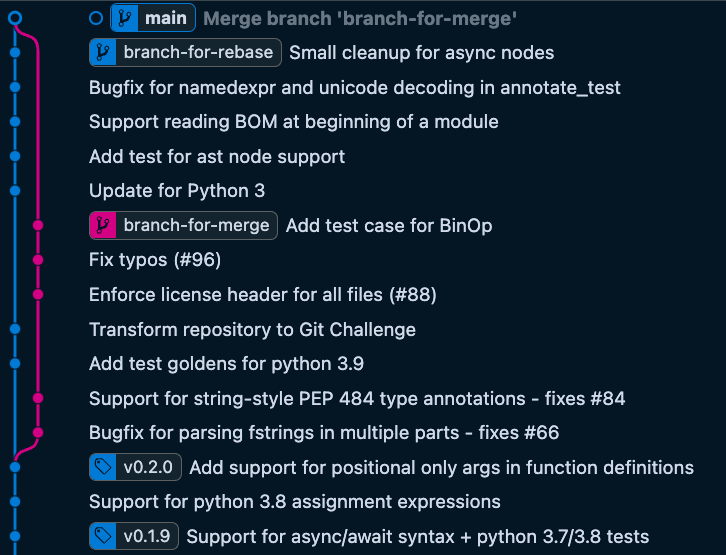 main Merge branch 'branch-for-merge'
branch-for-rebase Small cleanup for async nodes
Bugfix for namedexpr and unicode decoding in annotate_test
Support reading BOM at beginning of a module
Add test for ast node support
Update for Python 3
branch-for-merge Add test case for BinOp
Fix typos (#96)
Enforce license header for all files (#88)
Transform repository to Git Challenge
Add test goldens for python 3.9
Support for string-style PEP 484 type annotations - fixes #84
Bugfix for parsing fstrings in multiple parts - fixes #66
v0.2.0 Add support for positional only args in function definitions
Support for python 3.8 assignment expressions
v0.1.9 Support for async/await syntax + python 3.7/3.8 tests